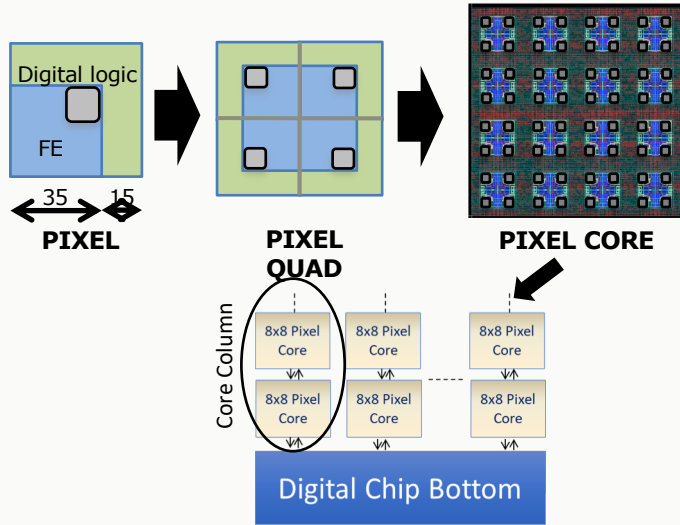 Digital logic
FE
35
15
PIXEL
PIXEL
QUAD
PIXEL CORE
Core Column
8x8 Pixel
Core
8x8 Pixel
Core
8x8 Pixel
Core
8x8 Pixel
Core
8x8 Pixel
Core
8x8 Pixel
Core
Digital Chip Bottom